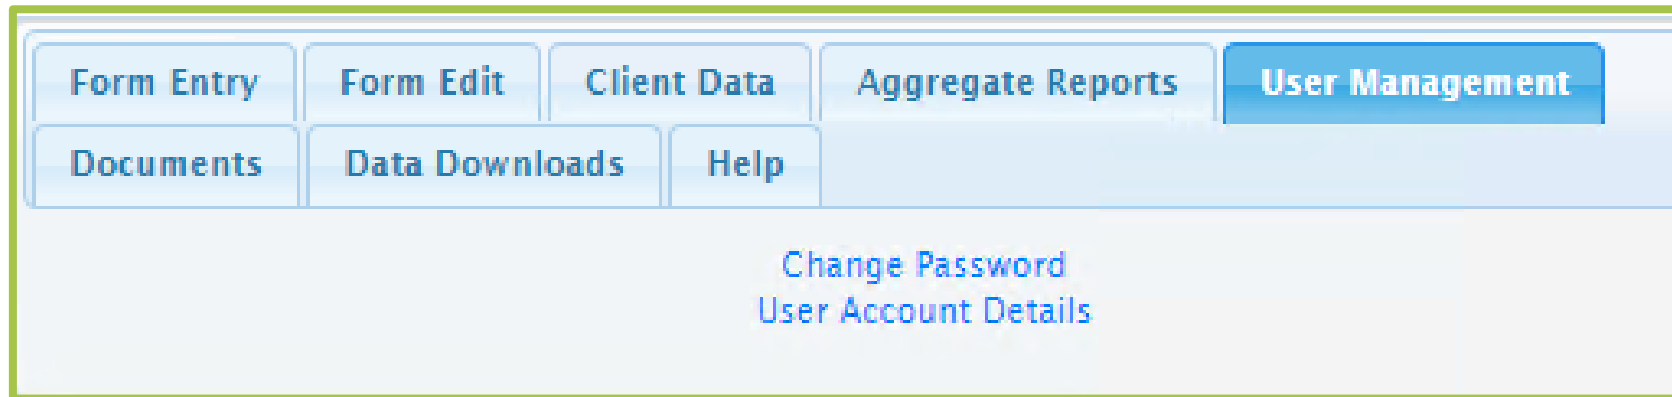 Form Entry Form Edit Client Data Aggregate Reports User Management
Documents Data Downloads Help
Change Password
User Account Details